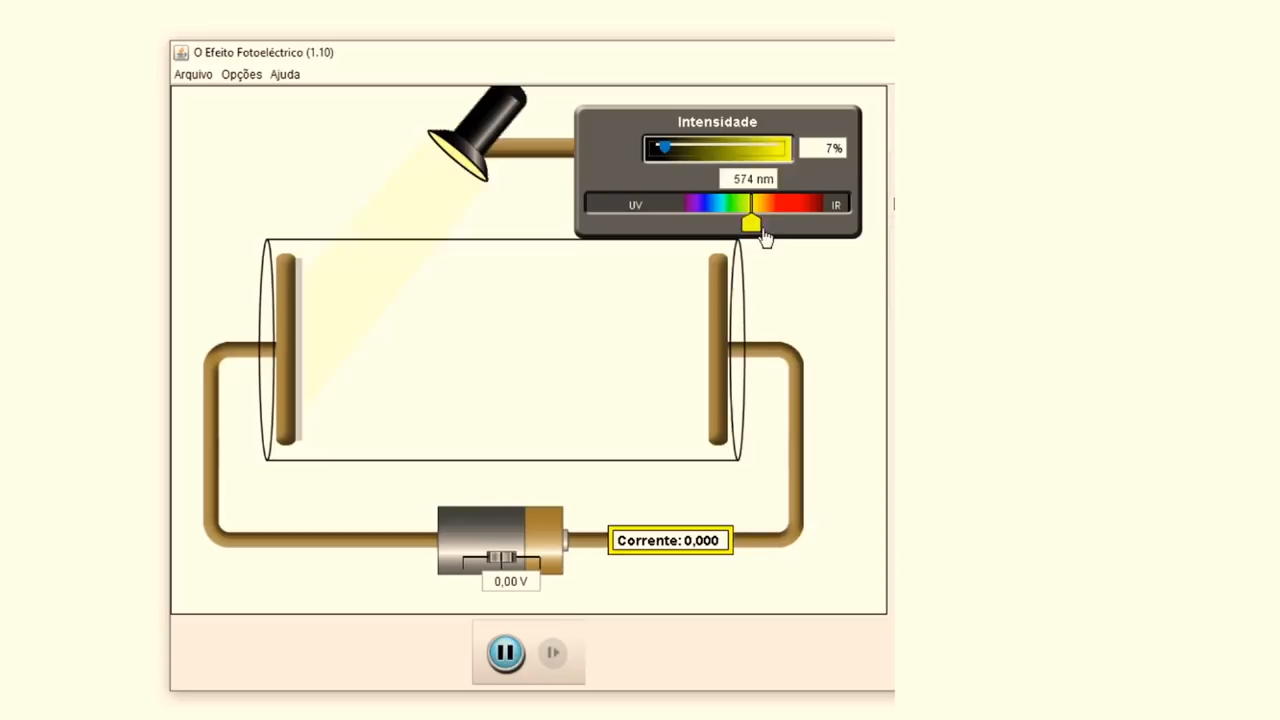 O Efeito Fotoeléctrico (1.10)
Arquivo Opções Ajuda
Intensidade
7%
574 nm
UV
IR
Corrente: 0,000
0,00 V